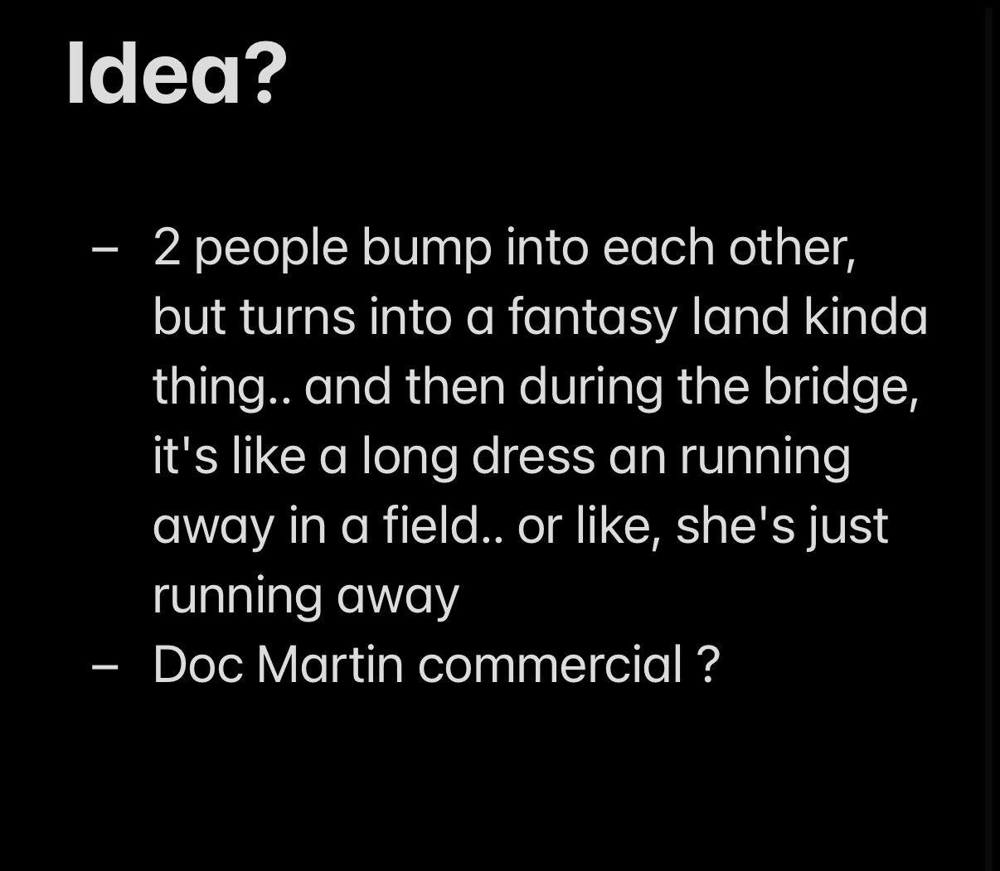 Idea?
– 2 people bump into each other,
but turns into a fantasy land kinda
thing.. and then during the bridge,
it's like a long dress an running
away in a field.. or like, she's just
running away
– Doc Martin commercial ?